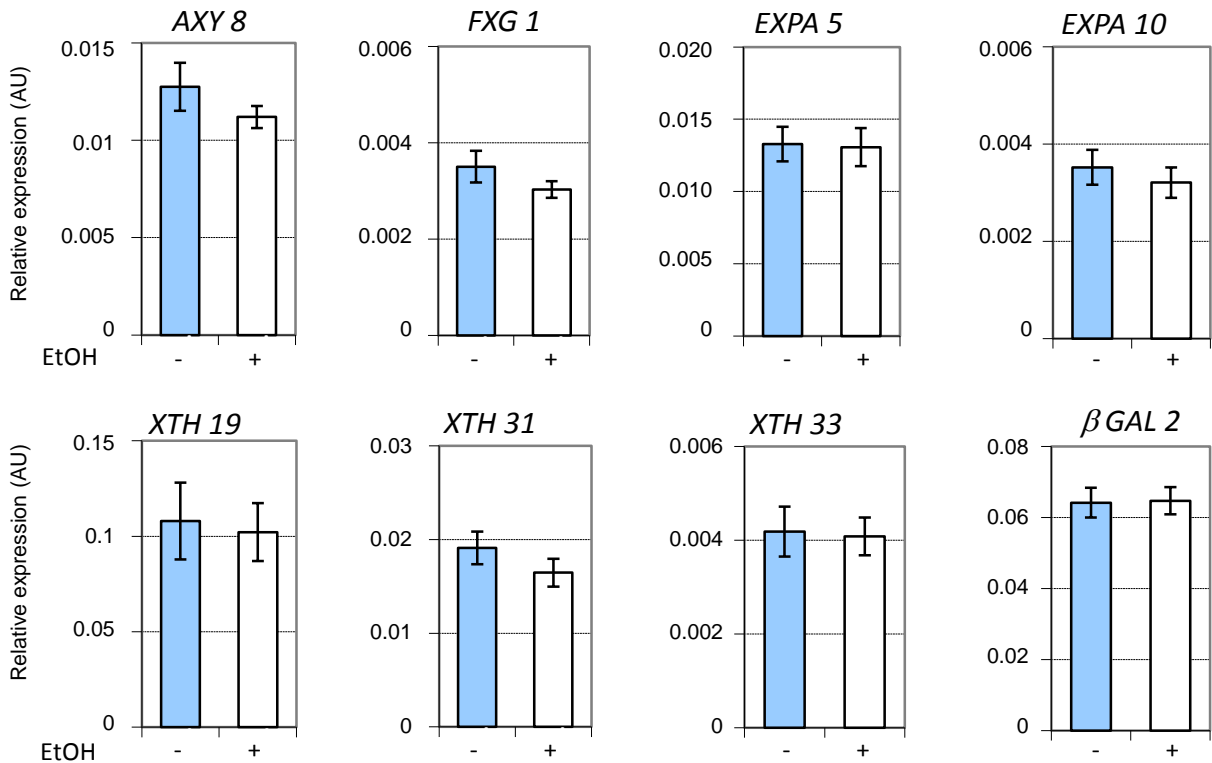 AXY 8
FXG 1
EXPA 5
EXPA 10
Relative expression (AU)
0.015
0.01
0.005
0
0.006
0.004
0.002
0
0.020
0.015
0.010
0.005
0
0.006
0.004
0.002
0
EtOH - + - + - + - +
XTH 19
XTH 31
XTH 33
β GAL 2
Relative expression (AU)
0.15
0.1
0.05
0
0.03
0.02
0.01
0
0.006
0.004
0.002
0
0.08
0.06
0.04
0.02
0
EtOH - + - + - + - +